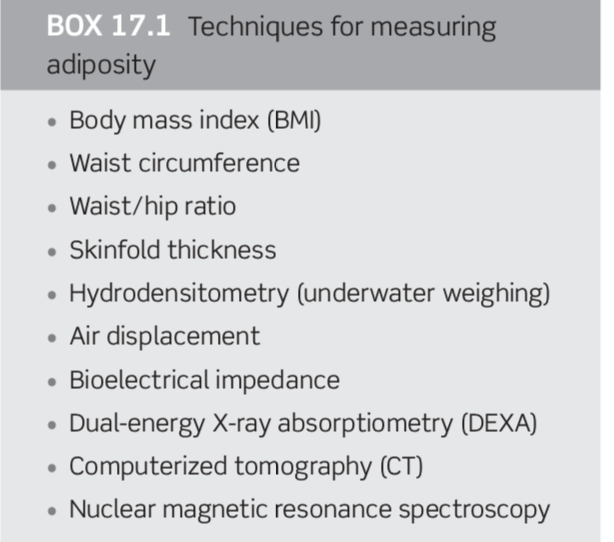 BOX 17.1 Techniques for measuring
adiposity
• Body mass index (BMI)
• Waist circumference
• Waist/hip ratio
• Skinfold thickness
• Hydrodensitometry (underwater weighing)
• Air displacement
• Bioelectrical impedance
• Dual-energy X-ray absorptiometry (DEXA)
• Computerized tomography (CT)
• Nuclear magnetic resonance spectroscopy